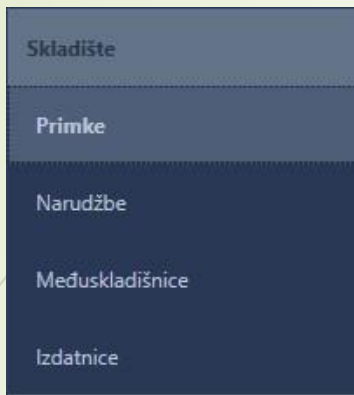 Skladište
Primke
Narudžbe
Međuskladišnice
Izdatnice